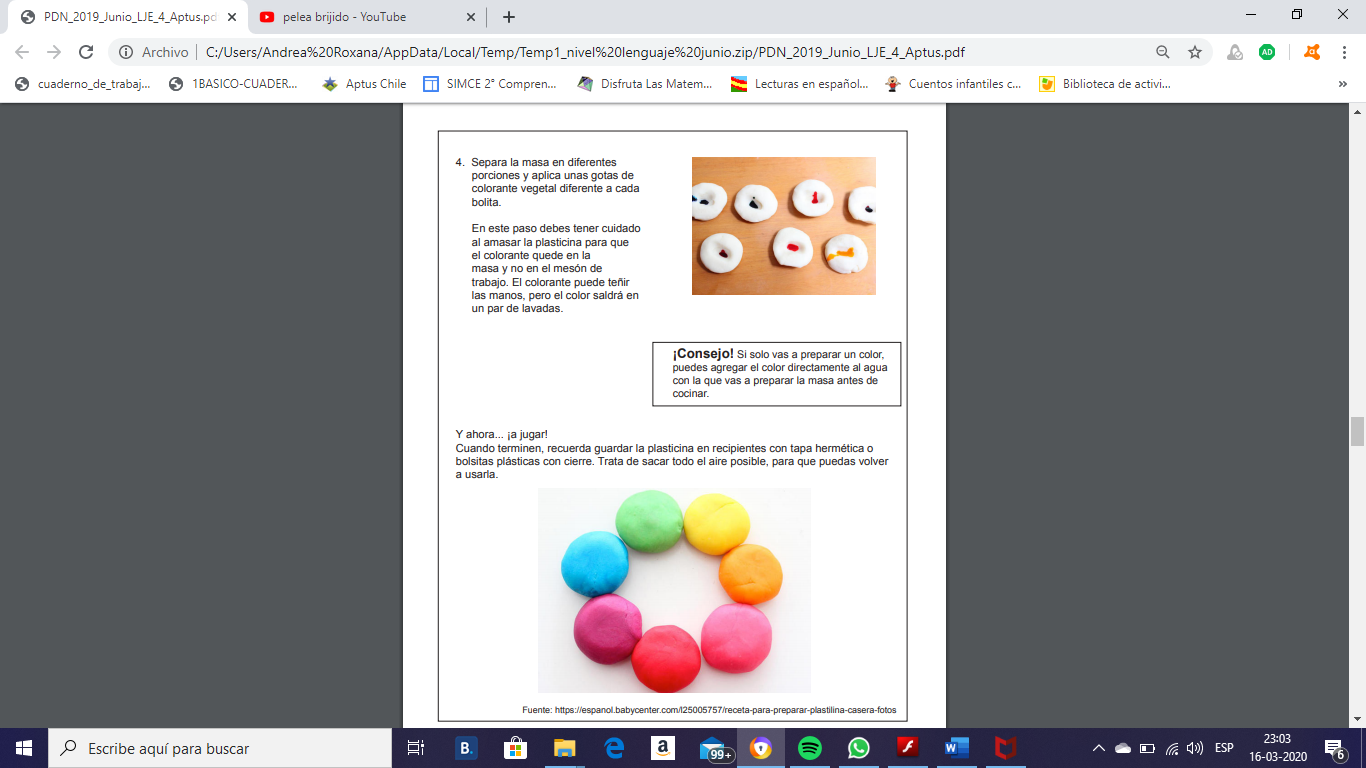 PDN_2019_Junio_LJE_4_Aptus.pd
pelea brijido - YouTube
Archivo
C:/Users/Andrea%20Roxana/AppData/Local/Temp/Temp1_nivel%20lenguaje%20junio.zip/PDN_2019_Junio_LJE_4_Aptus.pdf
AD
cuaderno_de_trabaj...
1BASICO-CUADER...
Aptus Chile
SIMCE 2° Compren...
Disfruta Las Matem...
Lecturas en español...
Cuentos infantiles c...
Biblioteca de activi...
»
4. Separa la masa en diferentes
porciones y aplica unas gotas de
colorante vegetal diferente a cada
bolita.
En este paso debes tener cuidado
al amasar la plasticina para que
el colorante quede en la
masa y no en el mesón de
trabajo. El colorante puede teñir
las manos, pero el color saldrá en
un par de lavadas.
¡Consejo! Si solo vas a preparar un color,
puedes agregar el color directamente al agua
con la que vas a preparar la masa antes de
cocinar.
Y ahora... ¡a jugar!
Cuando terminen, recuerda guardar la plasticina en recipientes con tapa hermética o
bolsitas plásticas con cierre. Trata de sacar todo el aire posible, para que puedas volver
a usarla.
Fuente: https://espanol.babycenter.com/l25005757/receta-para-preparar-plastilina-casera-fotos
Escribe aquí para buscar
B.
a
99+
W
ESP
23:03
16-03-2020
6